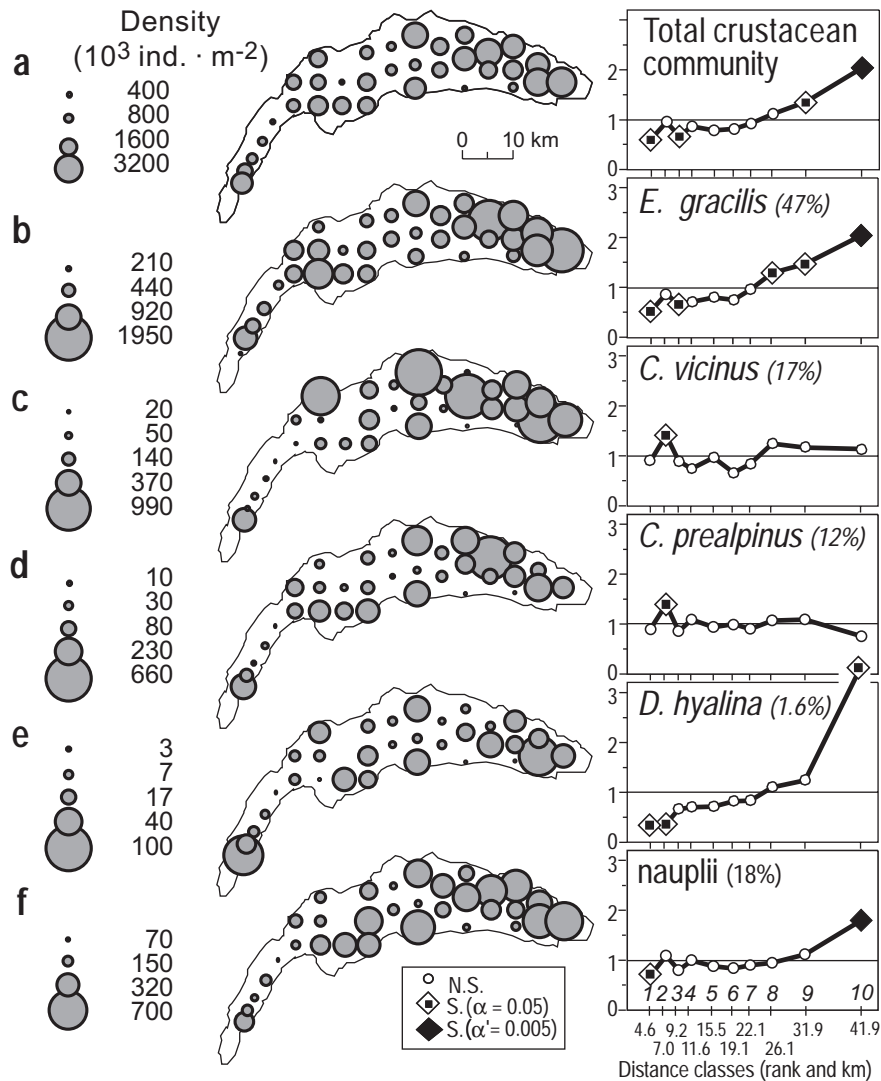 Density
(10³ ind. · m-²)
a
400
800
1600
3200
0 10 km
Total crustacean
community
2
1
0
b
210
440
920
1950
E. gracilis (47%)
3
2
1
0
c
20
50
140
370
990
C. vicinus (17%)
3
2
1
0
d
10
30
80
230
660
C. prealpinus (12%)
3
2
1
0
e
3
7
17
40
100
D. hyalina (1.6%)
3
2
1
0
f
70
150
320
700
nauplii (18%)
3
2
1
0
1 2 3 4 5 6 7 8 9 10
N.S.
S.(α = 0.05)
S.(α'= 0.005)
4.6 9.2 15.5 22.1 31.9 41.9
7.0 11.6 19.1 26.1
Distance classes (rank and km)